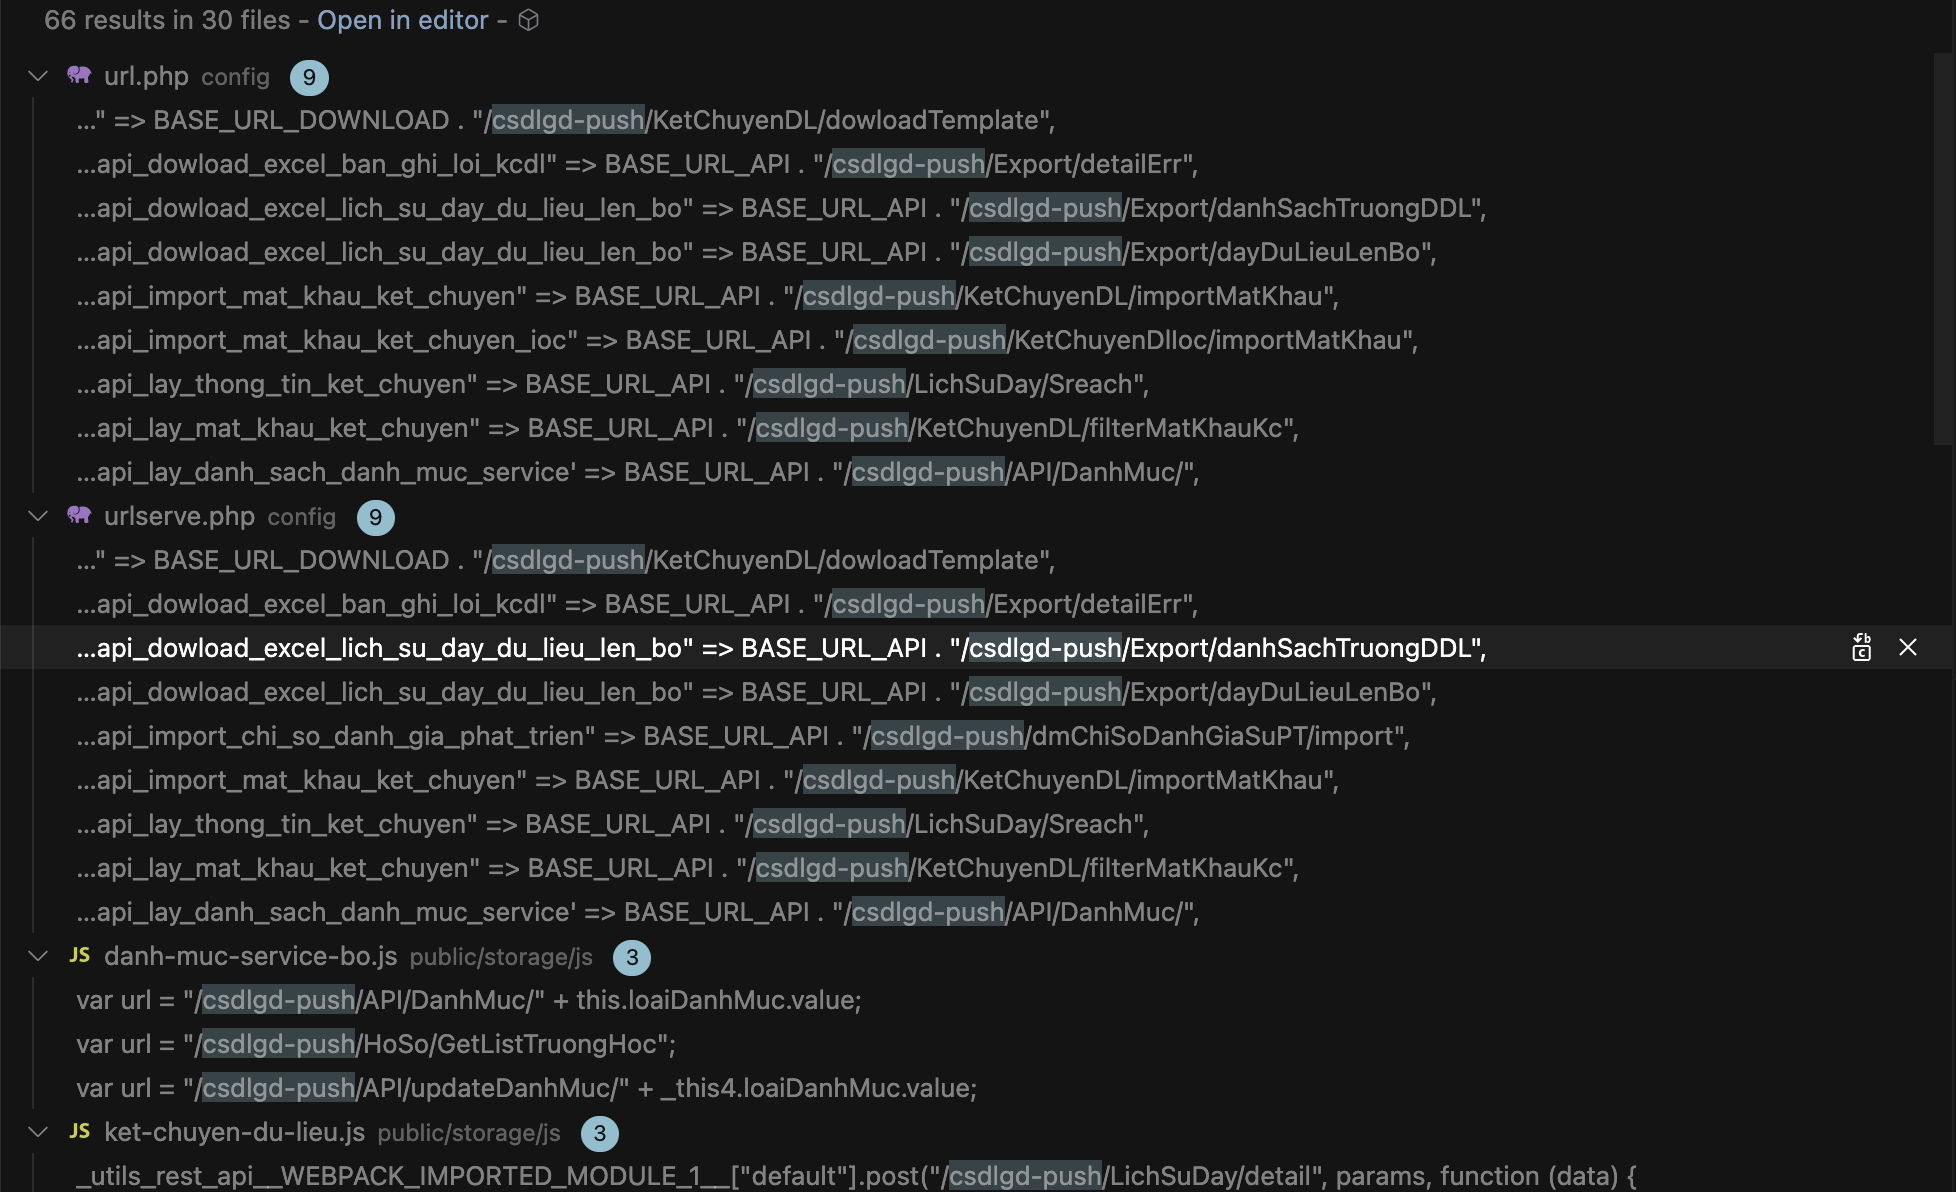 66 results in 30 files - Open in editor -
url.php config 9
..." => BASE_URL_DOWNLOAD . "/csdlgd-push/KetChuyenDL/dowloadTemplate",
...api_dowload_excel_ban_ghi_loi_kcdl" => BASE_URL_API . "/csdlgd-push/Export/detailErr",
...api_dowload_excel_lich_su_day_du_lieu_len_bo" => BASE_URL_API . "/csdlgd-push/Export/danhSachTruongDDL",
...api_dowload_excel_lich_su_day_du_lieu_len_bo" => BASE_URL_API . "/csdlgd-push/Export/dayDuLieuLenBo",
...api_import_mat_khau_ket_chuyen" => BASE_URL_API . "/csdlgd-push/KetChuyenDL/importMatKhau",
...api_import_mat_khau_ket_chuyen_ioc" => BASE_URL_API . "/csdlgd-push/KetChuyenDlIoc/importMatKhau",
...api_lay_thong_tin_ket_chuyen" => BASE_URL_API . "/csdlgd-push/LichSuDay/Sreach",
...api_lay_mat_khau_ket_chuyen" => BASE_URL_API . "/csdlgd-push/KetChuyenDL/filterMatKhauKc",
...api_lay_danh_sach_danh_muc_service' => BASE_URL_API . "/csdlgd-push/API/DanhMuc/",
urlserve.php config 9
..." => BASE_URL_DOWNLOAD . "/csdlgd-push/KetChuyenDL/dowloadTemplate",
...api_dowload_excel_ban_ghi_loi_kcdl" => BASE_URL_API . "/csdlgd-push/Export/detailErr",
...api_dowload_excel_lich_su_day_du_lieu_len_bo" => BASE_URL_API . "/csdlgd-push/Export/danhSachTruongDDL",
...api_dowload_excel_lich_su_day_du_lieu_len_bo" => BASE_URL_API . "/csdlgd-push/Export/dayDuLieuLenBo",
...api_import_chi_so_danh_gia_phat_trien" => BASE_URL_API . "/csdlgd-push/dmChiSoDanhGiaSuPT/import",
...api_import_mat_khau_ket_chuyen" => BASE_URL_API . "/csdlgd-push/KetChuyenDL/importMatKhau",
...api_lay_thong_tin_ket_chuyen" => BASE_URL_API . "/csdlgd-push/LichSuDay/Sreach",
...api_lay_mat_khau_ket_chuyen" => BASE_URL_API . "/csdlgd-push/KetChuyenDL/filterMatKhauKc",
...api_lay_danh_sach_danh_muc_service' => BASE_URL_API . "/csdlgd-push/API/DanhMuc/",
JS danh-muc-service-bo.js public/storage/js 3
var url = "/csdlgd-push/API/DanhMuc/" + this.loaiDanhMuc.value;
var url = "/csdlgd-push/HoSo/GetListTruongHoc";
var url = "/csdlgd-push/API/updateDanhMuc/" + _this4.loaiDanhMuc.value;
JS ket-chuyen-du-lieu.js public/storage/js 3
_utils_rest_api__WEBPACK_IMPORTED_MODULE_1__["default"].post("/csdlgd-push/LichSuDay/detail", params, function (data) {